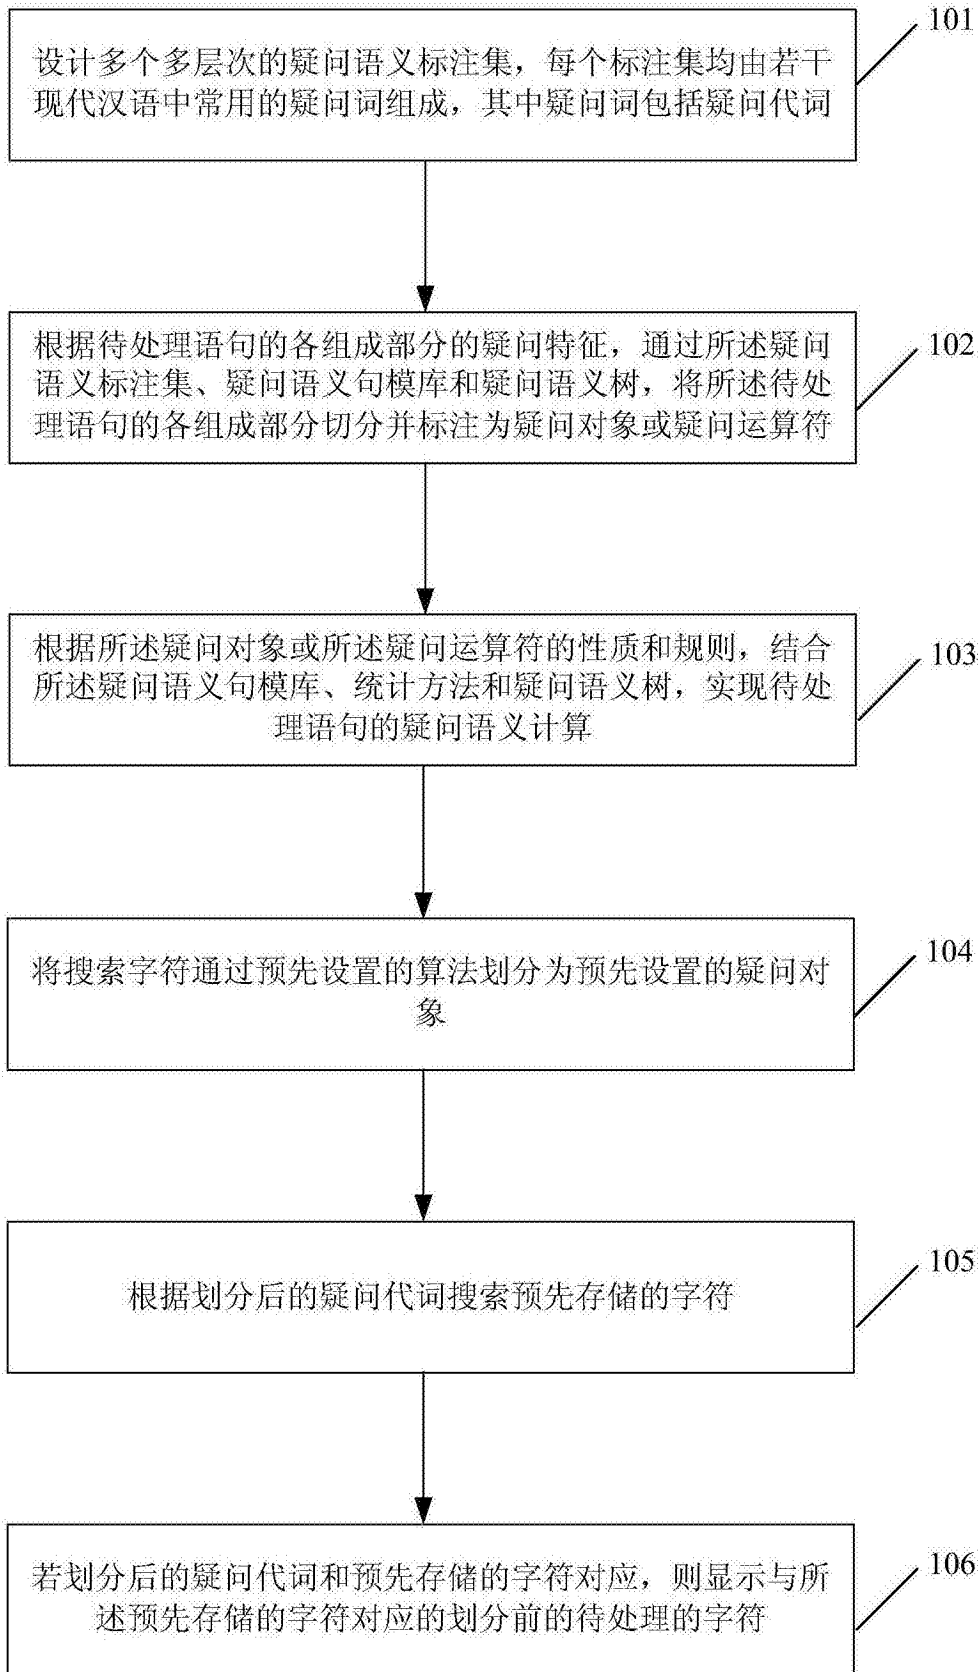 101
设计多个多层次的疑问语义标注集，每个标注集均由若干
现代汉语中常用的疑问词组成，其中疑问词包括疑问代词
102
根据待处理语句的各组成部分的疑问特征，通过所述疑问
语义标注集、疑问语义句模库和疑问语义树，将所述待处
理语句的各组成部分切分并标注为疑问对象或疑问运算符
103
根据所述疑问对象或所述疑问运算符的性质和规则，结合
所述疑问语义句模库、统计方法和疑问语义树，实现待处
理语句的疑问语义计算
104
将搜索字符通过预先设置的算法划分为预先设置的疑问对
象
105
根据划分后的疑问代词搜索预先存储的字符
106
若划分后的疑问代词和预先存储的字符对应，则显示与所
述预先存储的字符对应的划分前的待处理的字符